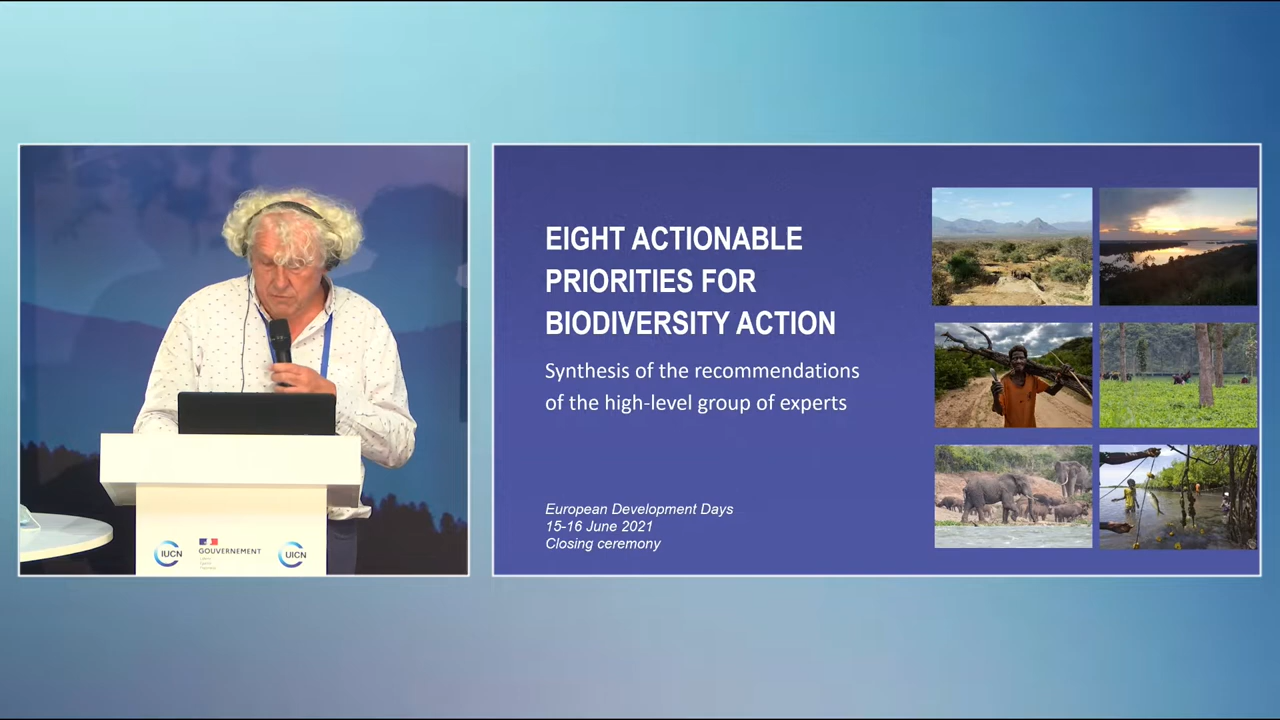 EIGHT ACTIONABLE
PRIORITIES FOR
BIODIVERSITY ACTION
Synthesis of the recommendations
of the high-level group of experts
European Development Days
15-16 June 2021
Closing ceremony
IUCN
GOUVERNEMENT
UICN